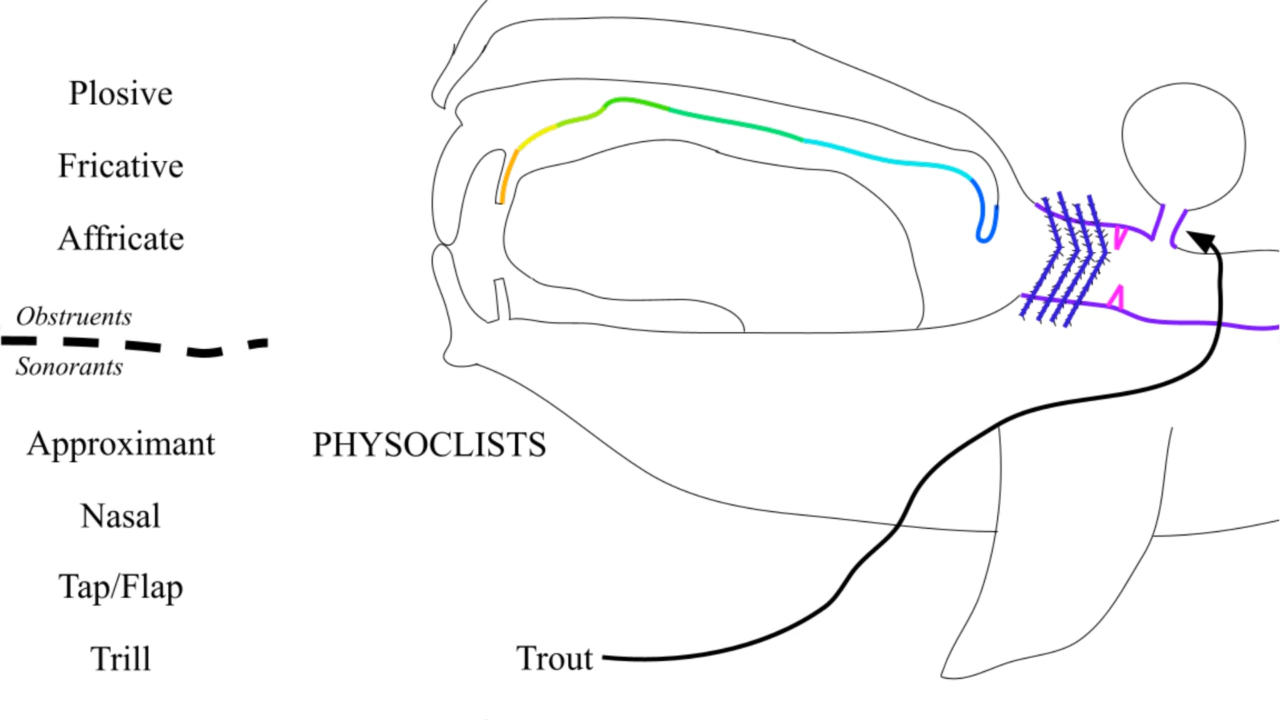 Plosive
Fricative
Affricate
Obstruents
Sonorants
Approximant
PHYSOCLISTS
Nasal
Tap/Flap
Trill
Trout